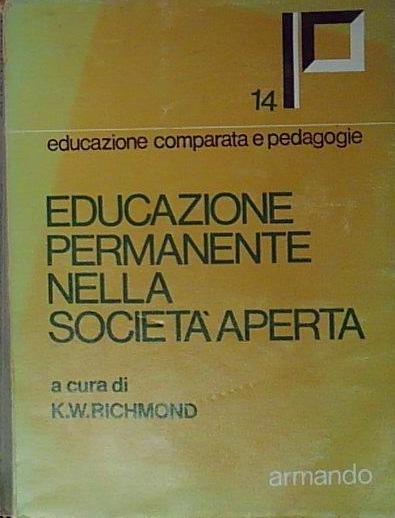 14
educazione comparata e pedagogie
EDUCAZIONE
PERMANENTE
NELLA
SOCIETÀ APERTA
a cura di
K.W.RICHMOND
armando